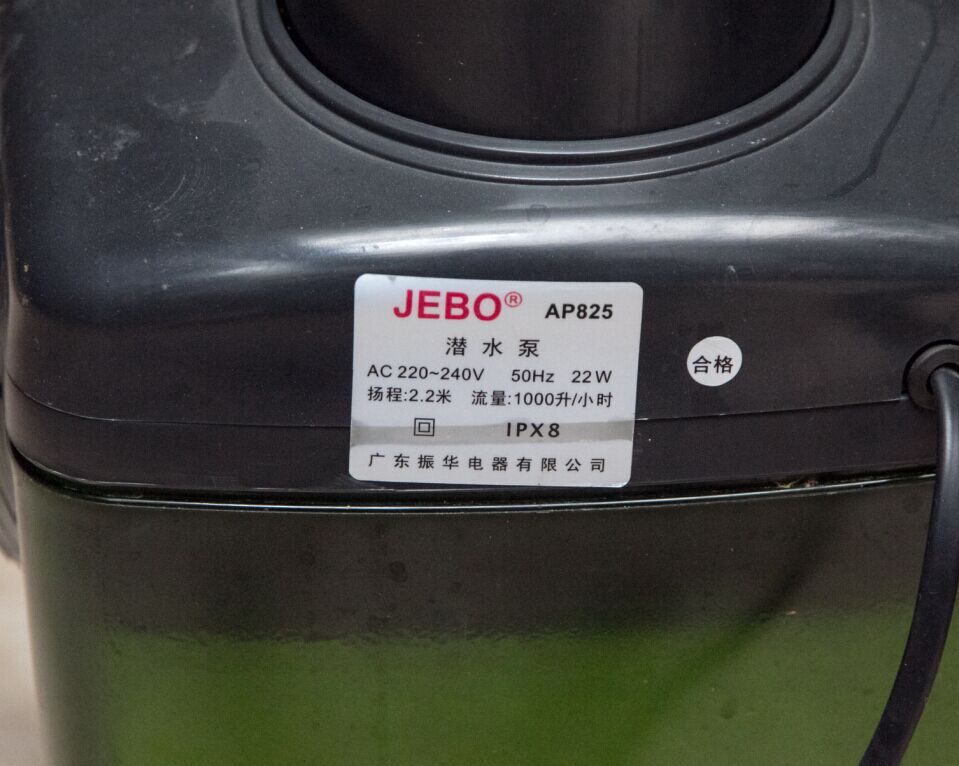 JEBO® AP825
潜水泵
AC 220~240V 50Hz 22W
扬程:2.2米 流量:1000升/小时
IPX8
广东振华电器有限公司
合格